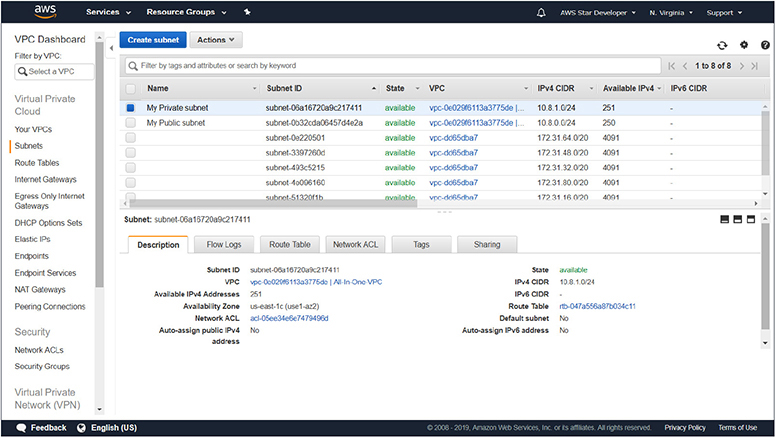 aws
Services
Resource Groups
AWS Star Developer
N. Virginia
Support
VPC Dashboard
Filter by VPC:
Select a VPC
Virtual Private
Cloud
Your VPCs
Subnets
Route Tables
Internet Gateways
Egress Only Internet
Gateways
DHCP Options Sets
Elastic IPs
Endpoints
Endpoint Services
NAT Gateways
Peering Connections
Security
Network ACLs
Security Groups
Virtual Private
Network (VPN)
Create subnet
Actions
Filter by tags and attributes or search by keyword
1 to 8 of 8
Name Subnet ID State VPC IPv4 CIDR Available IPv4 IPv6 CIDR
My Private subnet subnet-06a16720a9c217411 available vpc-0e029f6113a3775de | ... 10.8.1.0/24 251 -
My Public subnet subnet-0b32cda06457d4e2a available vpc-0e029f6113a3775de | ... 10.8.0.0/24 250 -
subnet-0e220501 available vpc-dd65dba7 172.31.64.0/20 4091 -
subnet-3397260d available vpc-dd65dba7 172.31.48.0/20 4091 -
subnet-493c5215 available vpc-dd65dba7 172.31.32.0/20 4091 -
subnet-4e096160 available vpc-dd65dba7 172.31.80.0/20 4091 -
subnet-51320f1b available vpc-dd65dba7 172.31.16.0/20 4091 -
Subnet: subnet-06a16720a9c217411
Description Flow Logs Route Table Network ACL Tags Sharing
Subnet ID subnet-06a16720a9c217411 State available
VPC vpc-0e029f6113a3775de | All-In-One-VPC IPv4 CIDR 10.8.1.0/24
Available IPv4 Addresses 251 IPv6 CIDR -
Availability Zone us-east-1c (use1-az2) Route Table rtb-047a556a87b034c11
Network ACL acl-05ee34e6e7479496d Default subnet No
Auto-assign public IPv4 No Auto-assign IPv6 address No
address
Feedback
English (US)
© 2008 - 2019, Amazon Web Services, Inc. or its affiliates. All rights reserved.
Privacy Policy
Terms of Use